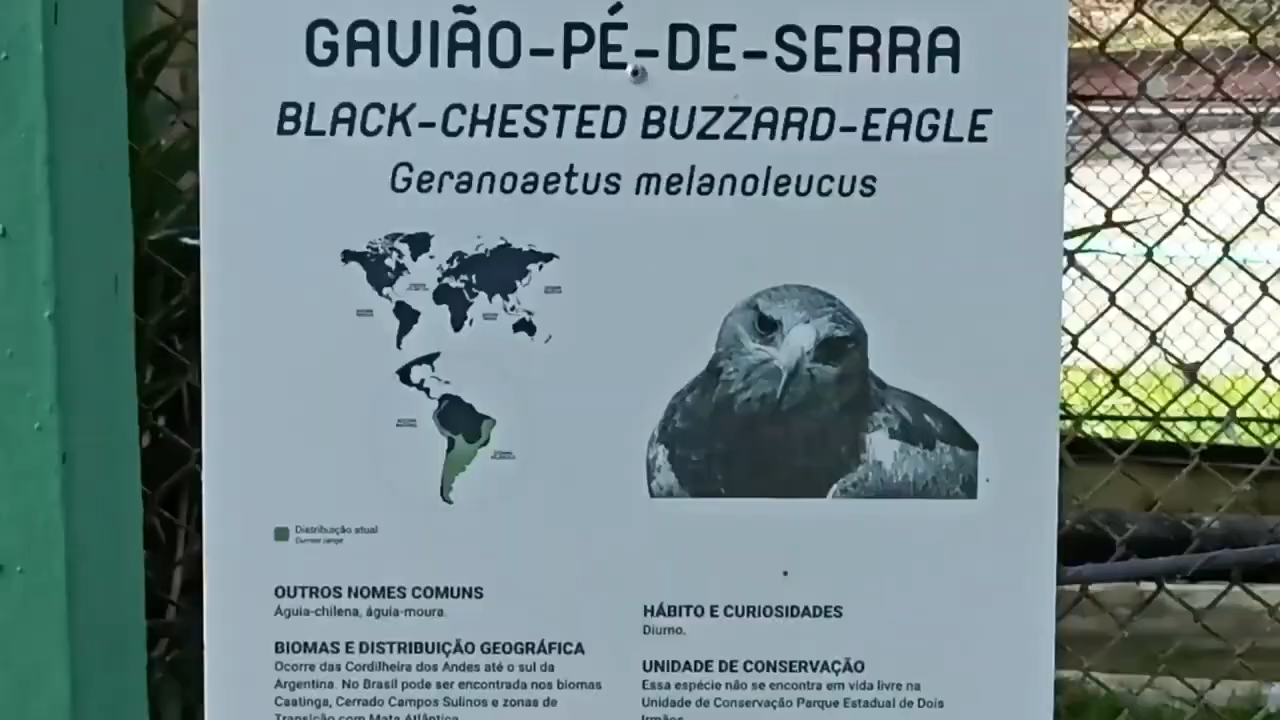 GAVIÃO-PÉ-DE-SERRA
BLACK-CHESTED BUZZARD-EAGLE
Geranoaetus melanoleucus
Distribuição atual
Current range
OUTROS NOMES COMUNS
Águia-chilena, águia-moura.
BIOMAS E DISTRIBUIÇÃO GEOGRÁFICA
Ocorre das Cordilheira dos Andes até o sul da
Argentina. No Brasil pode ser encontrada nos biomas
Caatinga, Cerrado Campos Sulinos e zonas de
Transição com Mata Atlântica.
HÁBITO E CURIOSIDADES
Diurno.
UNIDADE DE CONSERVAÇÃO
Essa espécie não se encontra em vida livre na
Unidade de Conservação Parque Estadual de Dois
Irmãos.